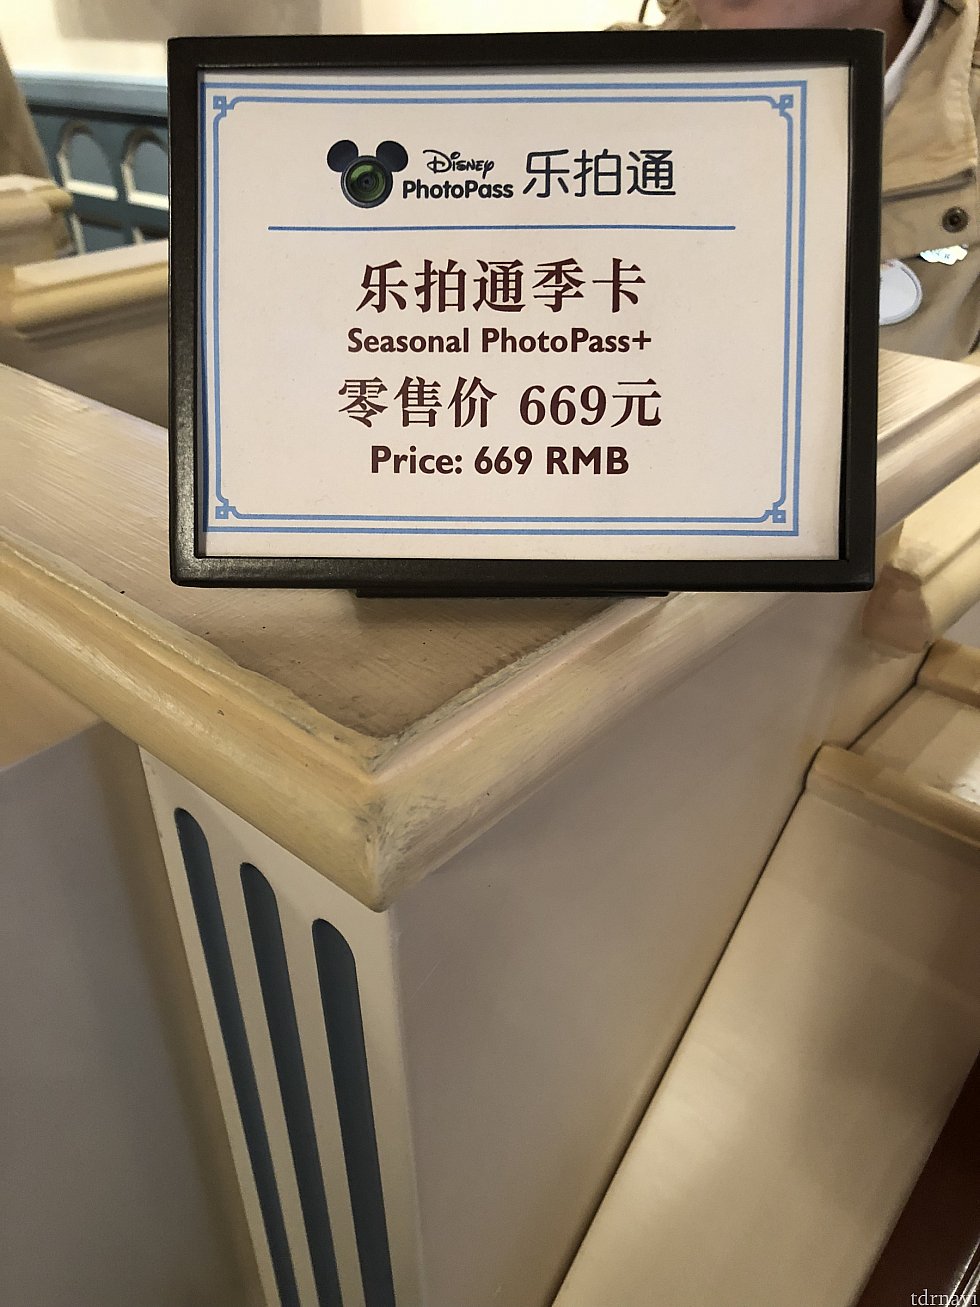 Disney PhotoPass 乐拍通
乐拍通季卡
Seasonal PhotoPass+
零售价 669元
Price: 669 RMB
tdrnavi